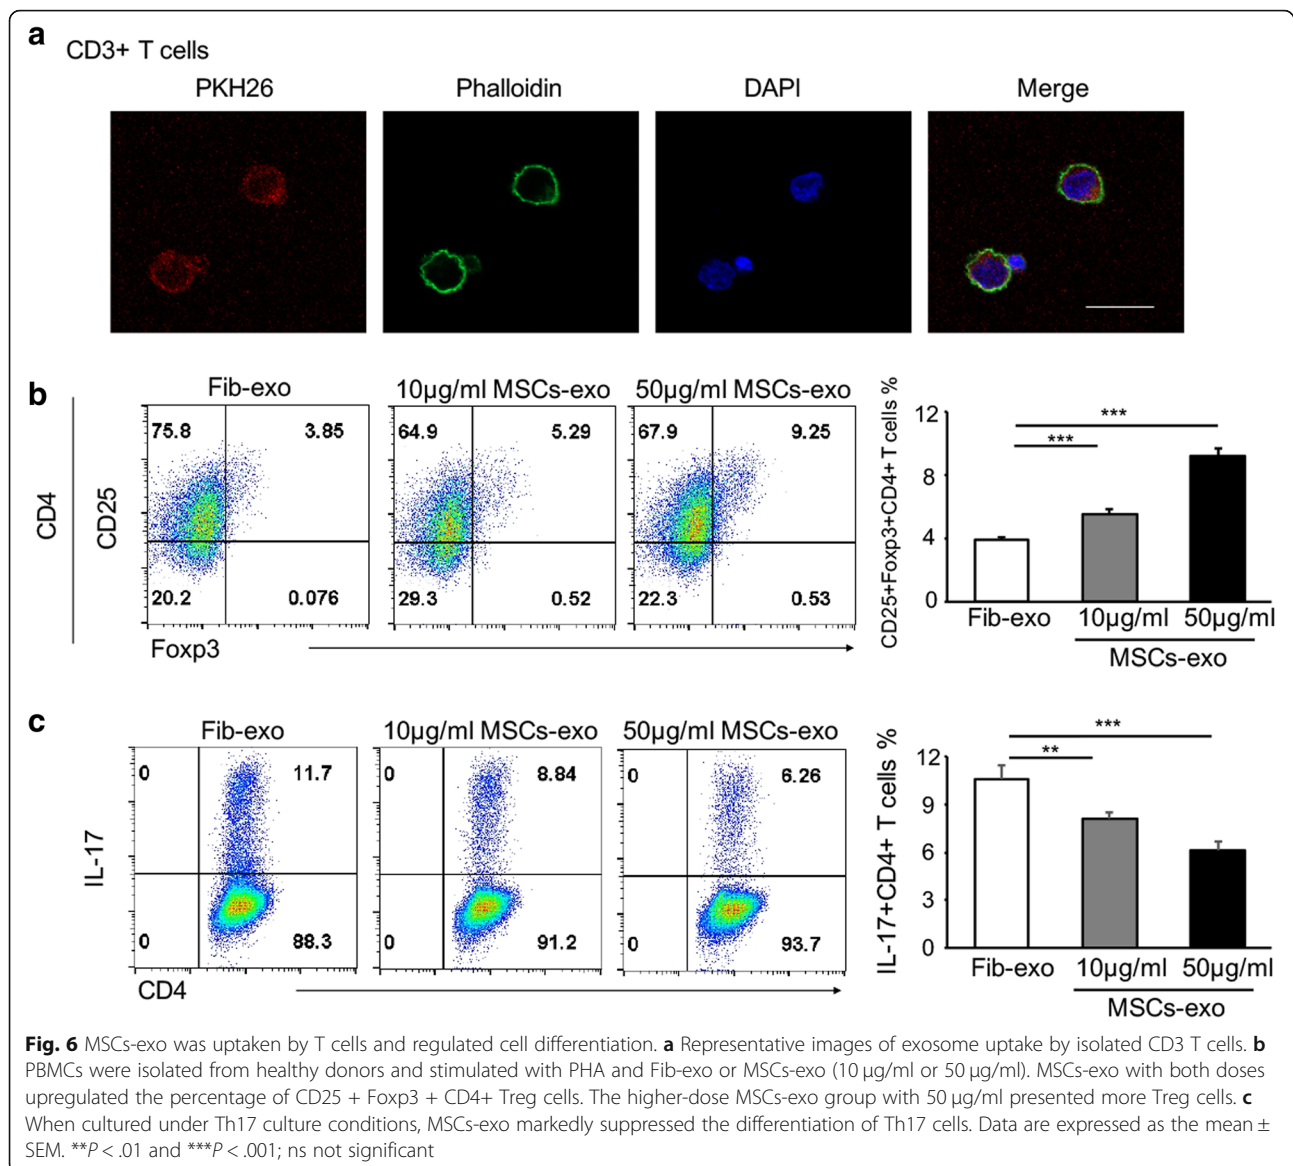 a
CD3+ T cells
PKH26 Phalloidin DAPI Merge
b
Fib-exo 10µg/ml MSCs-exo 50µg/ml MSCs-exo
CD4
CD25
75.8 3.85 64.9 5.29 67.9 9.25
20.2 0.076 29.3 0.52 22.3 0.53
Foxp3
CD25+Foxp3+CD4+ T cells %
12
8
4
0
***
***
Fib-exo 10µg/ml 50µg/ml
MSCs-exo
c
Fib-exo 10µg/ml MSCs-exo 50µg/ml MSCs-exo
IL-17
0 11.7 0 8.84 0 6.26
0 88.3 0 91.2 0 93.7
CD4
IL-17+CD4+ T cells %
12
9
6
3
0
***
**
Fib-exo 10µg/ml 50µg/ml
MSCs-exo
Fig. 6 MSCs-exo was uptaken by T cells and regulated cell differentiation. a Representative images of exosome uptake by isolated CD3 T cells. b
PBMCs were isolated from healthy donors and stimulated with PHA and Fib-exo or MSCs-exo (10 µg/ml or 50 µg/ml). MSCs-exo with both doses
upregulated the percentage of CD25 + Foxp3 + CD4+ Treg cells. The higher-dose MSCs-exo group with 50 µg/ml presented more Treg cells. c
When cultured under Th17 culture conditions, MSCs-exo markedly suppressed the differentiation of Th17 cells. Data are expressed as the mean ±
SEM. **P < .01 and ***P < .001; ns not significant